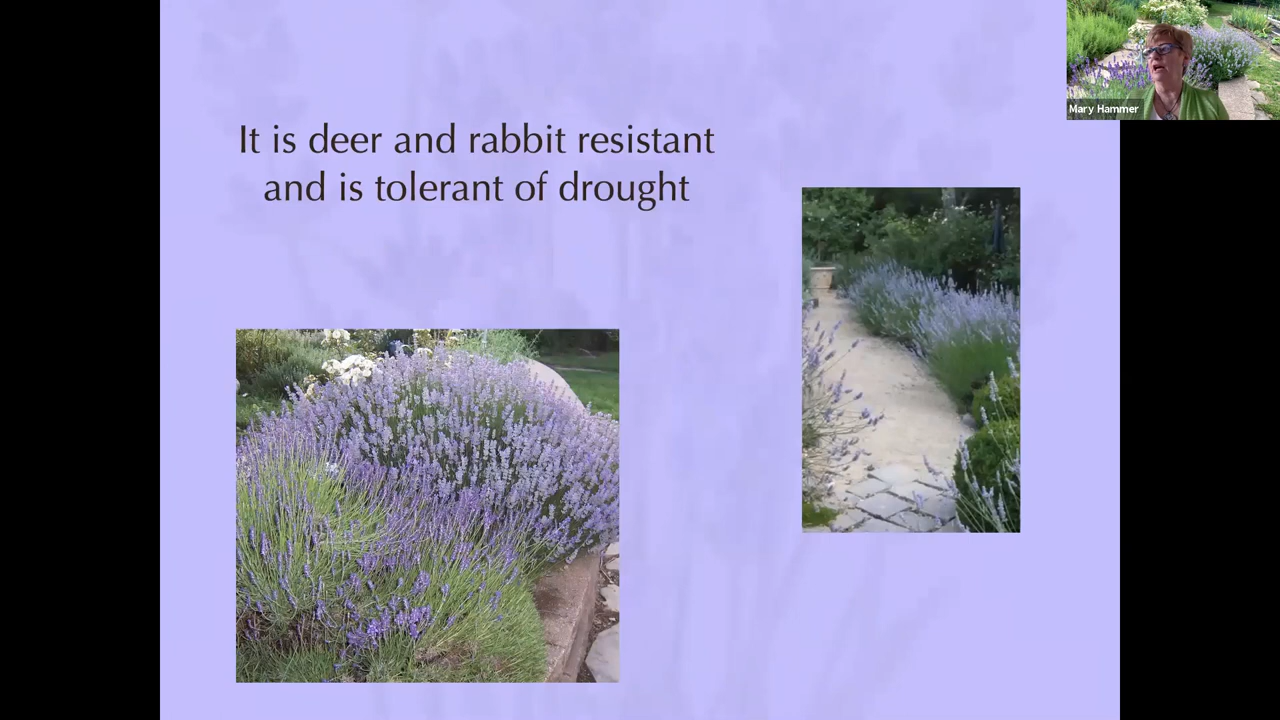 It is deer and rabbit resistant
and is tolerant of drought
Mary Hammer